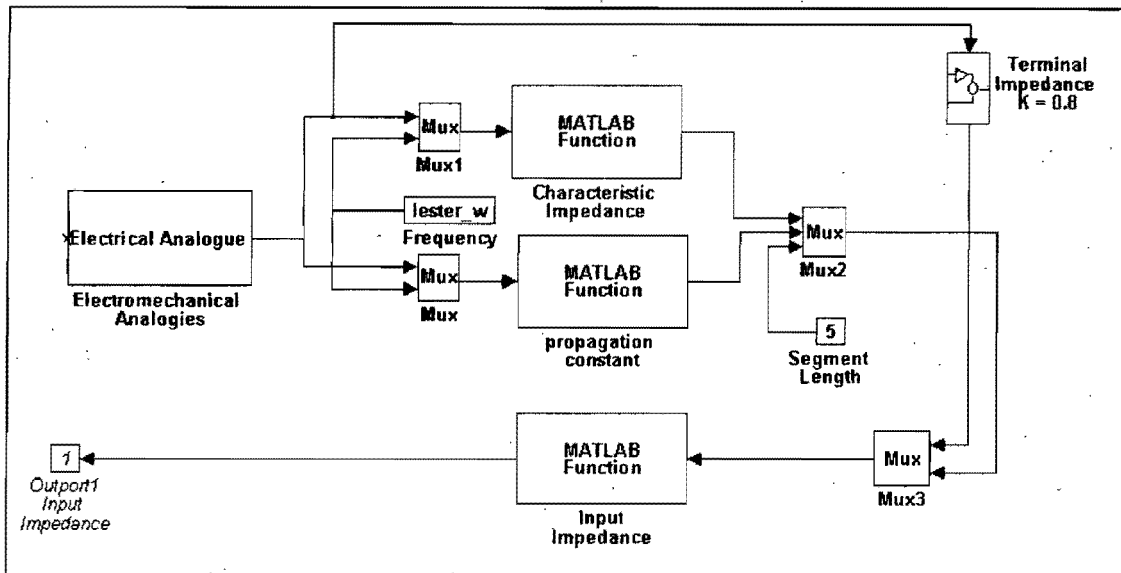 Terminal
Impedance
K = 0.8
Mux
Mux1
MATLAB
Function
Characteristic
Impedance
lester_w
Frequency
Electrical Analogue
Electromechanical
Analogies
Mux
Mux
MATLAB
Function
propagation
constant
Mux
Mux2
5
Segment
Length
1
Outport1
Input
Impedance
MATLAB
Function
Input
Impedance
Mux
Mux3